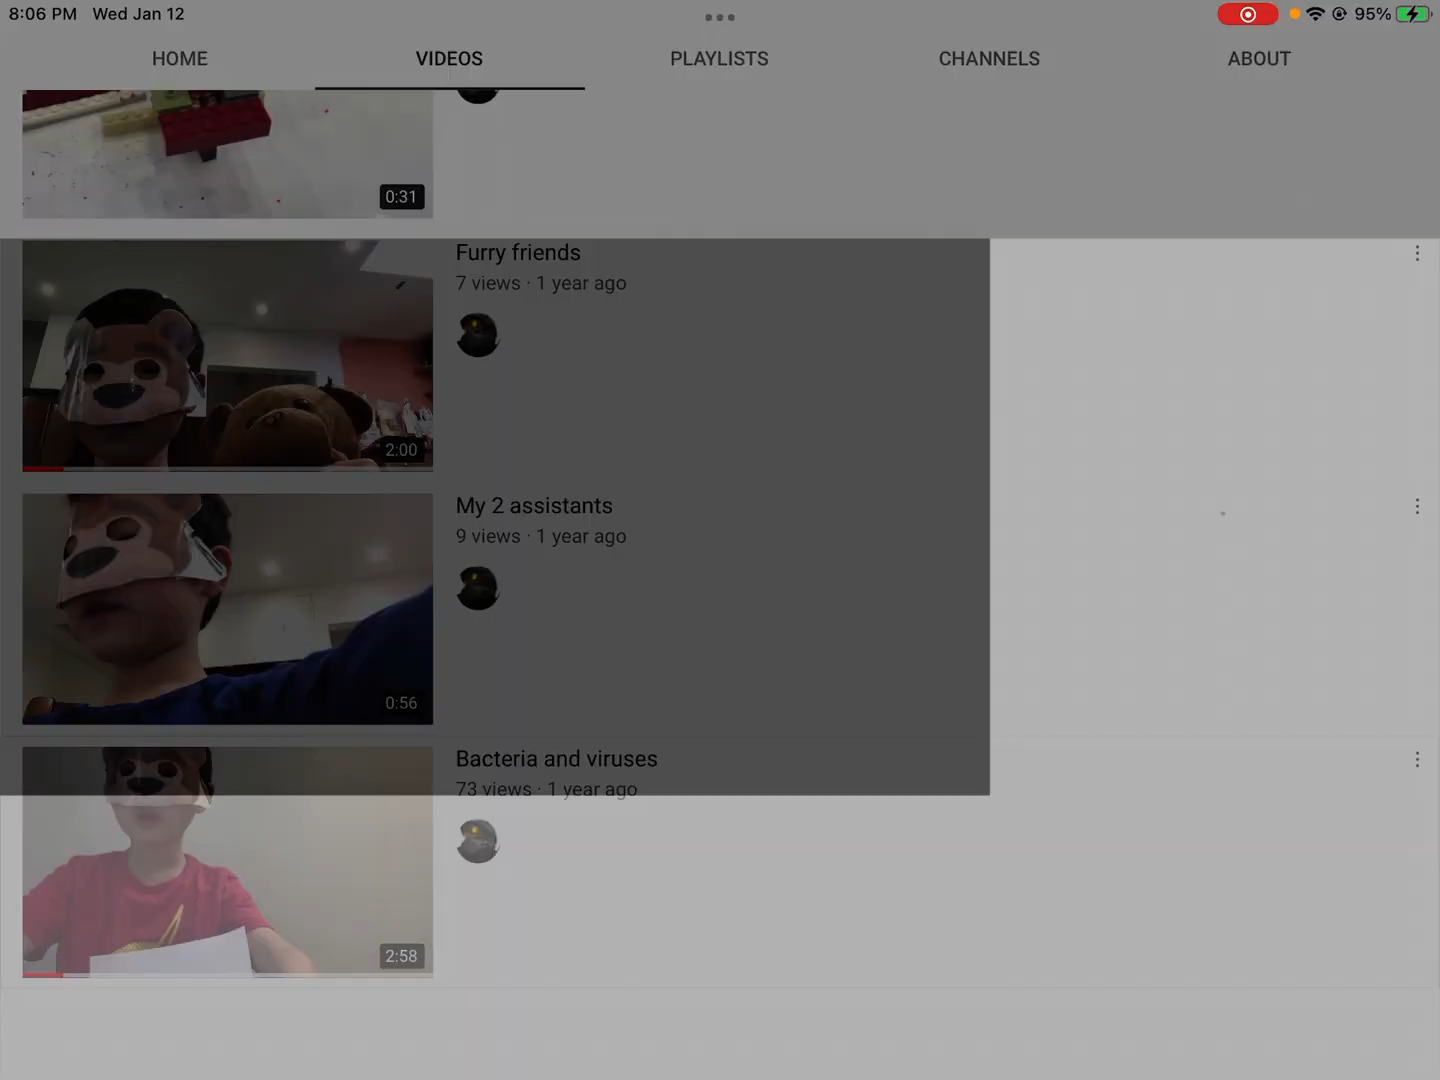 8:06 PM Wed Jan 12
95%
HOME VIDEOS PLAYLISTS CHANNELS ABOUT
0:31
Furry friends
7 views · 1 year ago
2:00
My 2 assistants
9 views · 1 year ago
0:56
Bacteria and viruses
73 views · 1 year ago
2:58